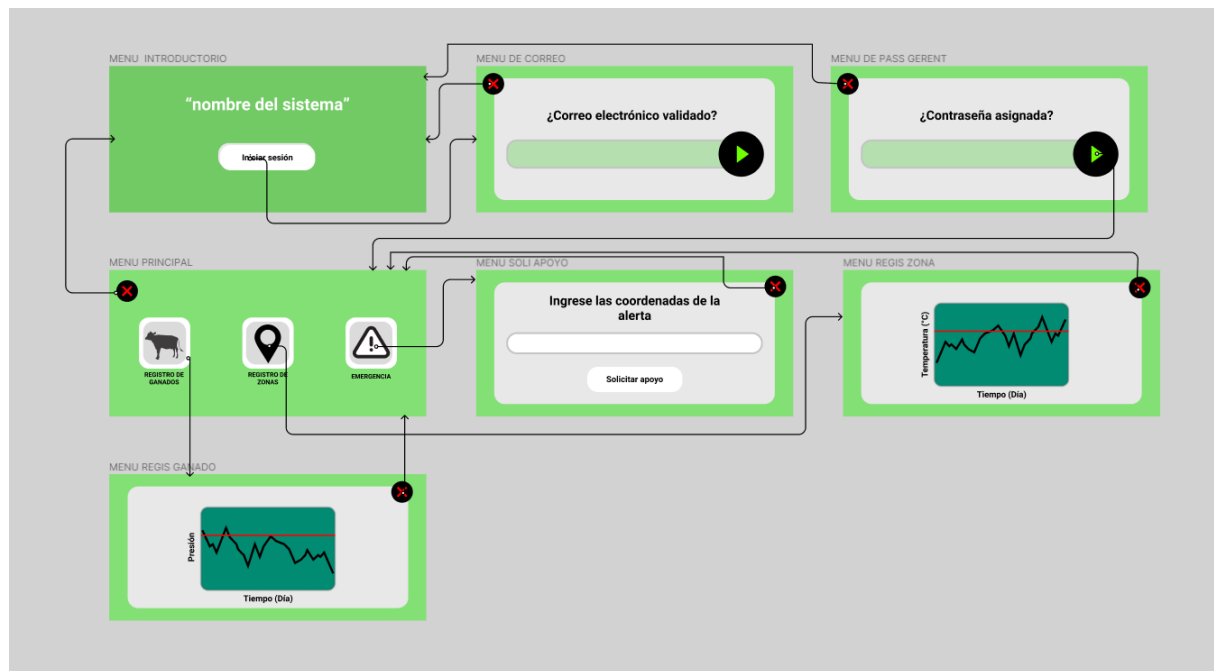 MENU INTRODUCTORIO
“nombre del sistema”
Iniciar sesión
MENU DE CORREO
¿Correo electrónico validado?
MENU DE PASS GERENT
¿Contraseña asignada?
MENU PRINCIPAL
REGISTRO DE
GANADOS
REGISTRO DE
ZONAS
EMERGENCIA
MENU SOLI APOYO
Ingrese las coordenadas de la
alerta
Solicitar apoyo
MENU REGIS ZONA
Temperatura (°C)
Tiempo (Día)
MENU REGIS GANADO
Presión
Tiempo (Día)